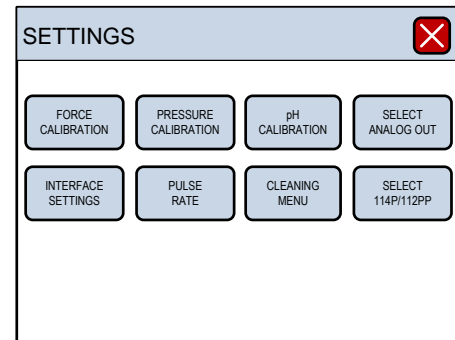 SETTINGS
FORCE
CALIBRATION
PRESSURE
CALIBRATION
pH
CALIBRATION
SELECT
ANALOG OUT
INTERFACE
SETTINGS
PULSE
RATE
CLEANING
MENU
SELECT
114P/112PP